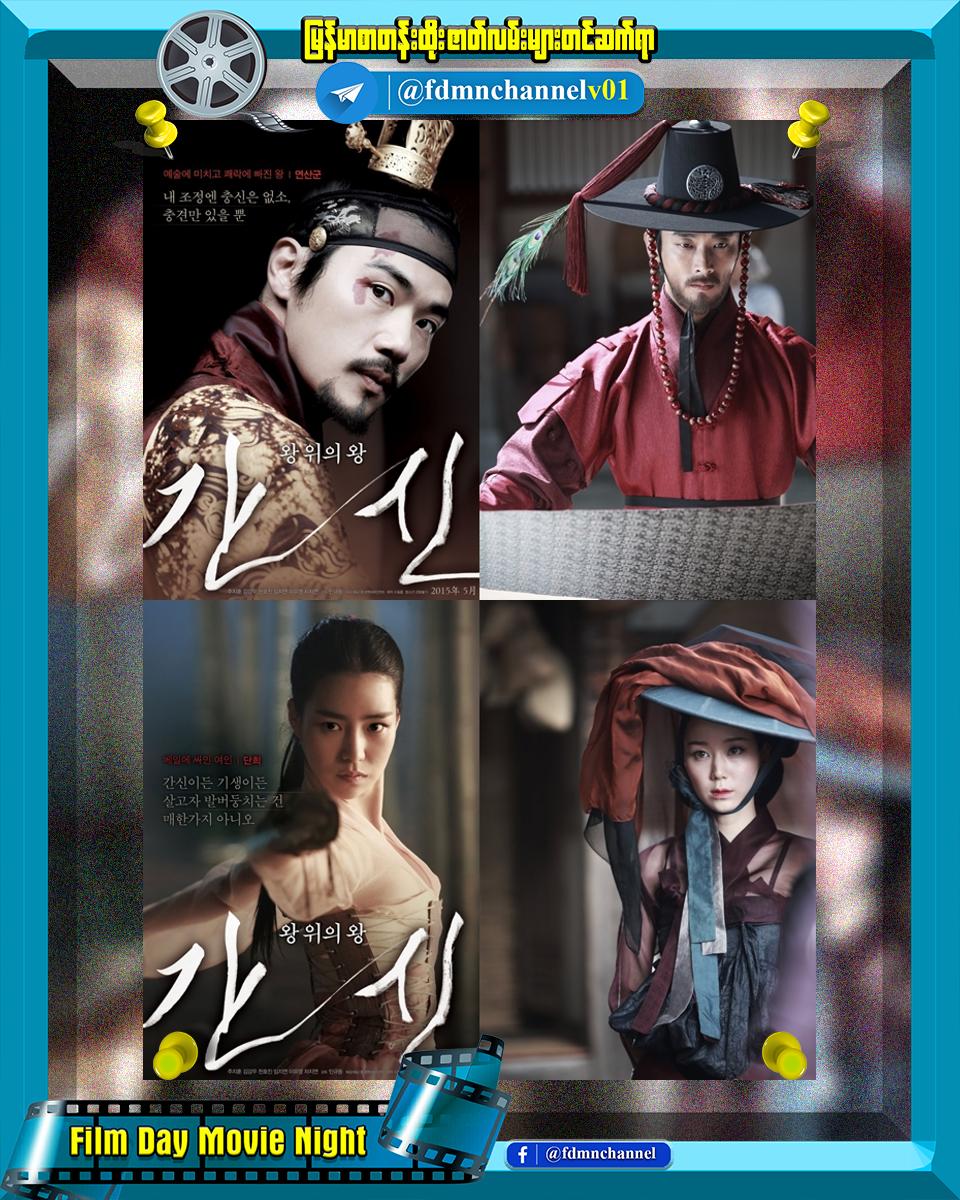 မြန်မာစာတန်းထိုးဇာတ်လမ်းများတင်ဆက်ရာ
@fdmnchannelv01
예술에 미치고 쾌락에 빠진 왕 | 연산군
내 조정엔 충신은 없소,
충견만 있을 뿐
왕 위의 왕
간신
2015年 5月
베일에 싸인 여인 | 단희
간신이든 기생이든
살고자 발버둥치는 건
매한가지 아니오
왕 위의 왕
간신
Film Day Movie Night
@fdmnchannel